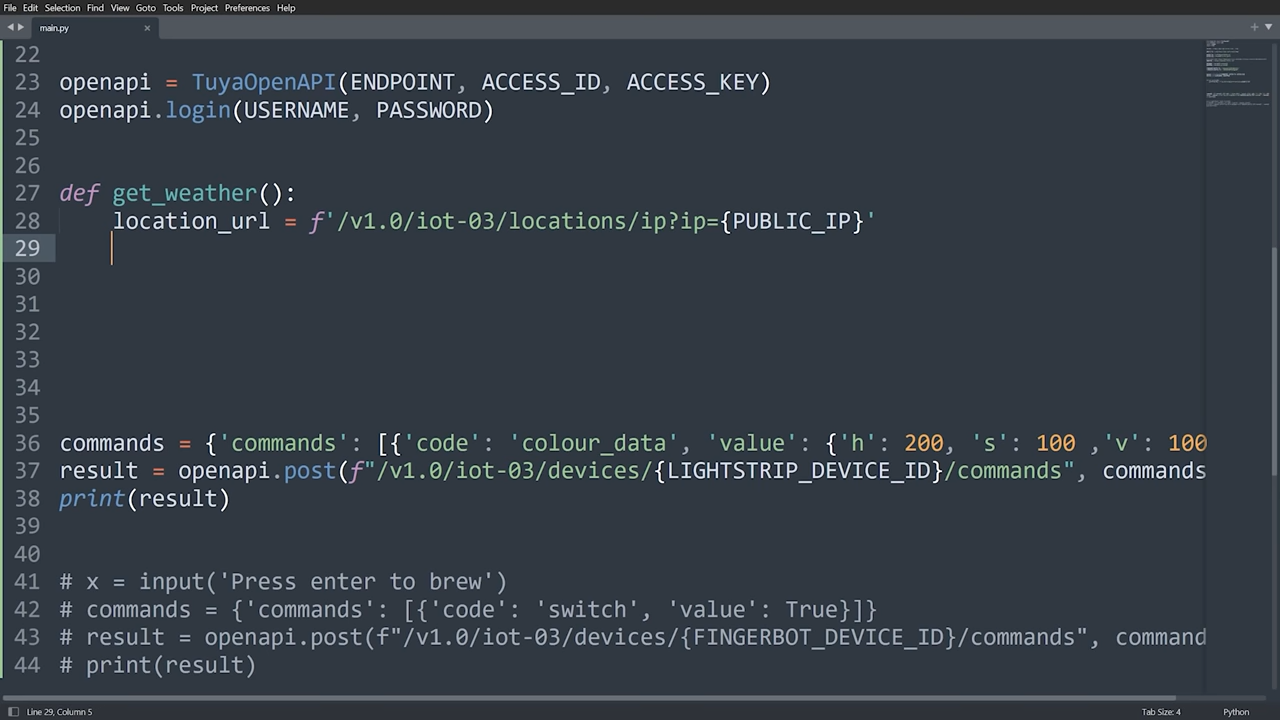 File Edit Selection Find View Goto Tools Project Preferences Help
main.py
22
23 openapi = TuyaOpenAPI(ENDPOINT, ACCESS_ID, ACCESS_KEY)
24 openapi.login(USERNAME, PASSWORD)
25
26
27 def get_weather():
28     location_url = f'/v1.0/iot-03/locations/ip?ip={PUBLIC_IP}'
29
30
31
32
33
34
35
36 commands = {'commands': [{'code': 'colour_data', 'value': {'h': 200, 's': 100 ,'v': 100
37 result = openapi.post(f"/v1.0/iot-03/devices/{LIGHTSTRIP_DEVICE_ID}/commands", commands
38 print(result)
39
40
41 # x = input('Press enter to brew')
42 # commands = {'commands': [{'code': 'switch', 'value': True}]}
43 # result = openapi.post(f"/v1.0/iot-03/devices/{FINGERBOT_DEVICE_ID}/commands", command
44 # print(result)
Line 29, Column 5 Tab Size: 4 Python